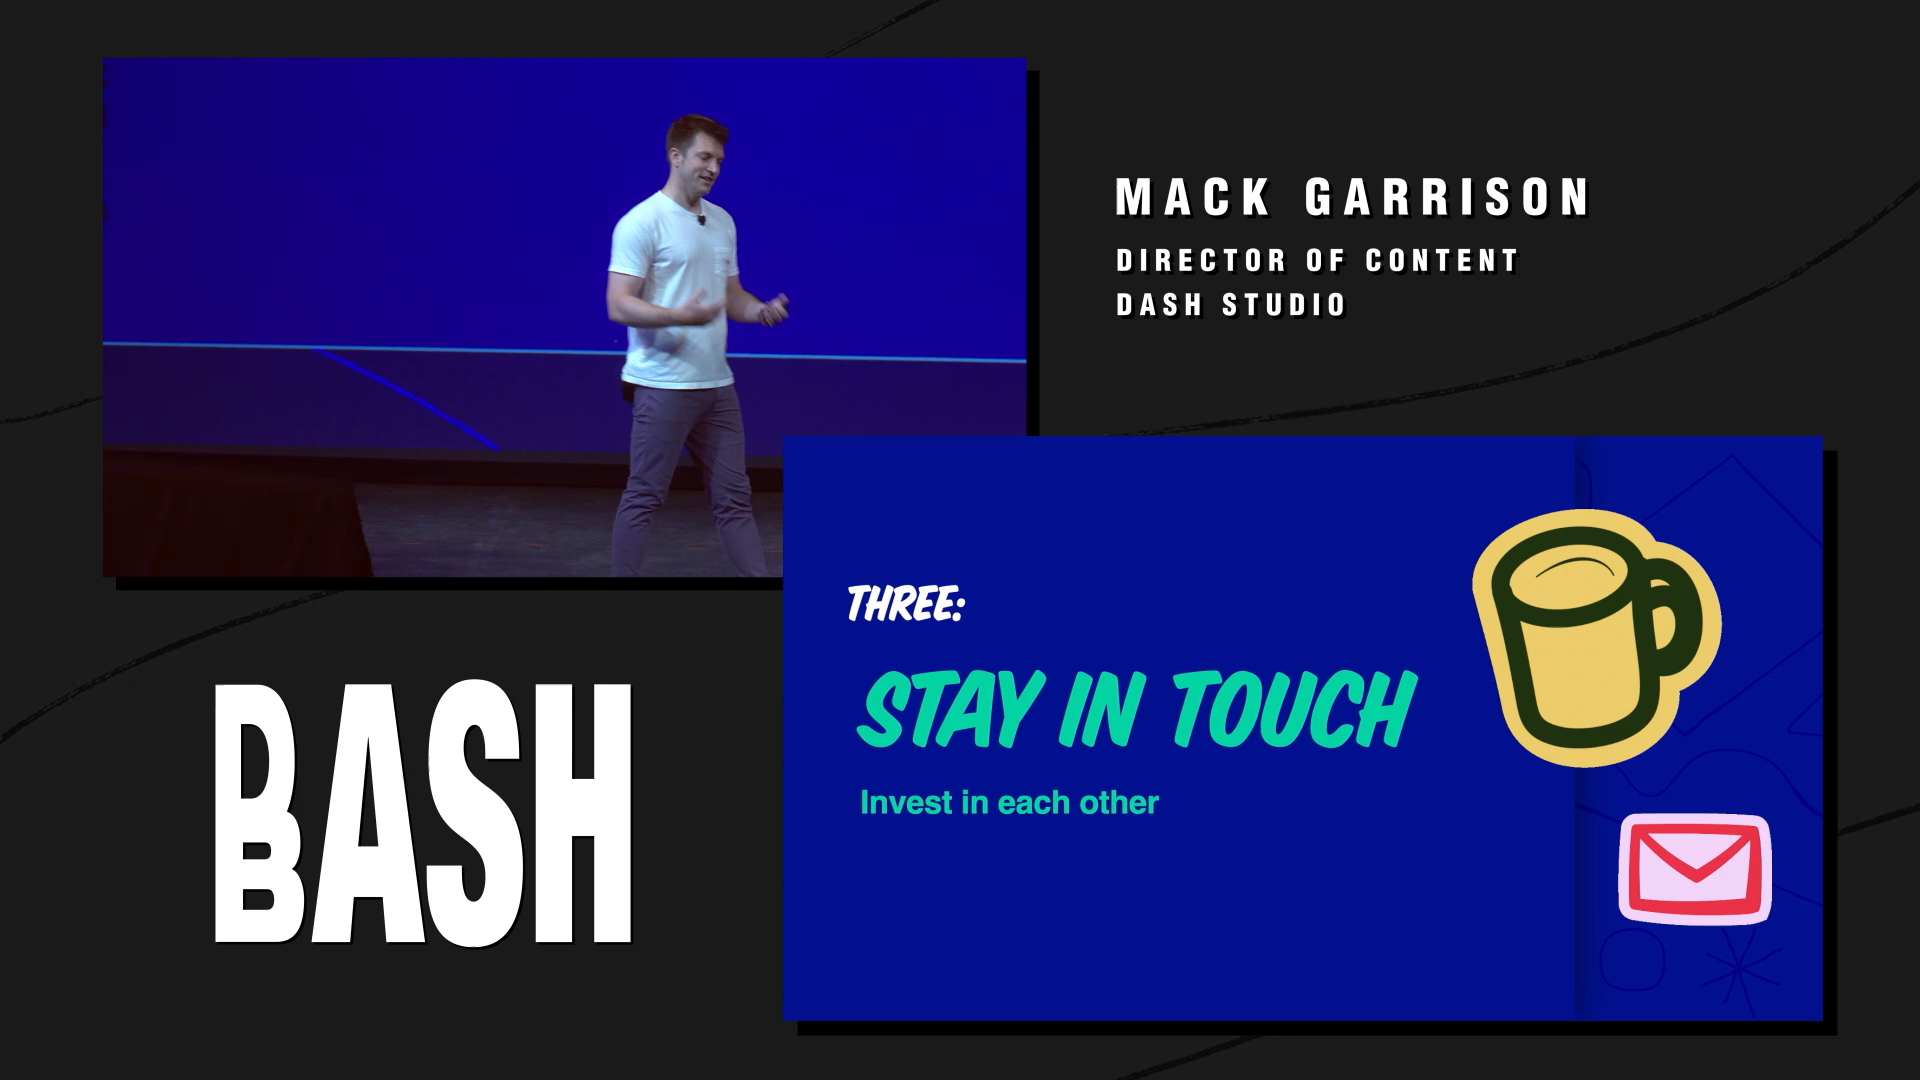 MACK GARRISON
DIRECTOR OF CONTENT
DASH STUDIO
THREE:
STAY IN TOUCH
Invest in each other
BASH